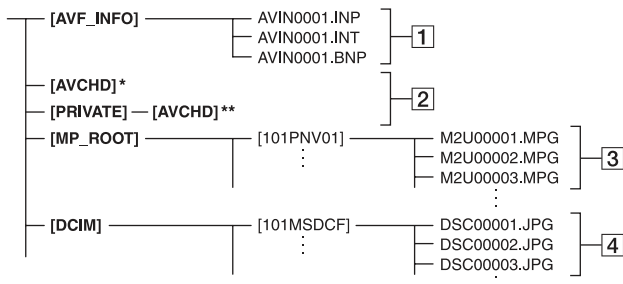 [AVF_INFO] AVIN0001.INP
AVIN0001.INT 1
AVIN0001.BNP
[AVCHD]*
2
[PRIVATE] [AVCHD]**
[MP_ROOT] [101PNV01] M2U00001.MPG
M2U00002.MPG 3
M2U00003.MPG
[DCIM] [101MSDCF] DSC00001.JPG
DSC00002.JPG 4
DSC00003.JPG